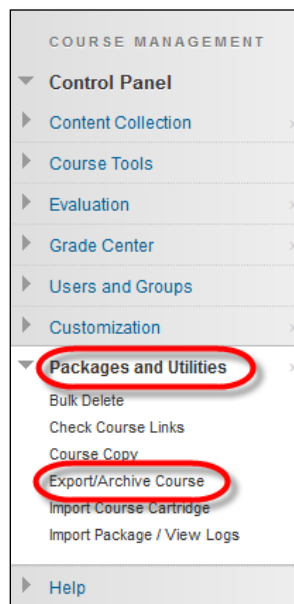 COURSE MANAGEMENT
Control Panel
Content Collection
Course Tools
Evaluation
Grade Center
Users and Groups
Customization
Packages and Utilities
Bulk Delete
Check Course Links
Course Copy
Export/Archive Course
Import Course Cartridge
Import Package / View Logs
Help